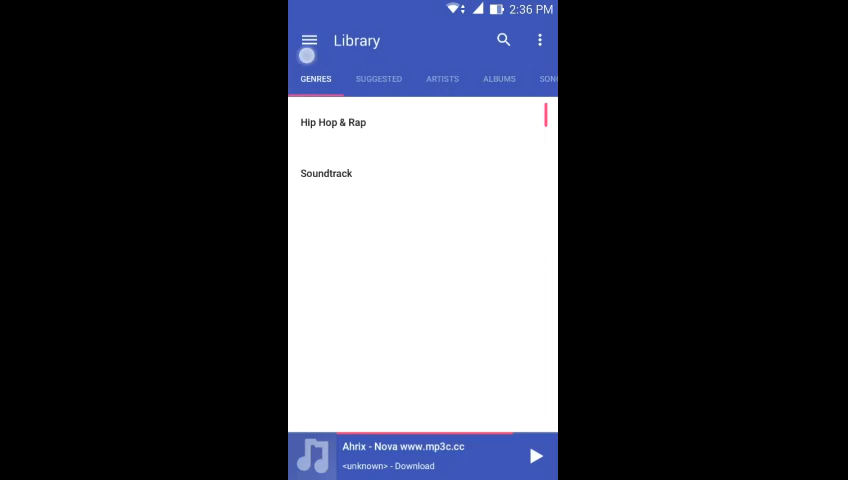 2:36 PM
Library
GENRES SUGGESTED ARTISTS ALBUMS SON
Hip Hop & Rap
Soundtrack
Ahrix - Nova www.mp3c.cc
<unknown> - Download